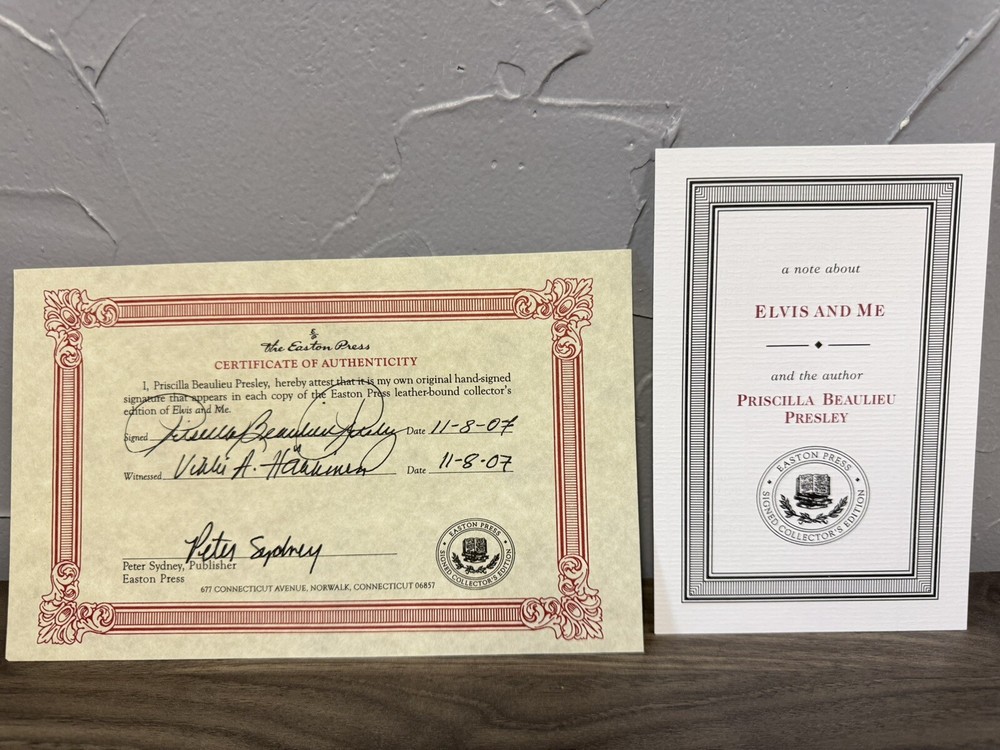 The Easton Press
CERTIFICATE OF AUTHENTICITY
I, Priscilla Beaulieu Presley, hereby attest that it is my own original hand-signed
signature that appears in each copy of the Easton Press leather-bound collector's
edition of Elvis and Me.
Signed Priscilla Beaulieu Presley Date 11-8-07
Witnessed Vikki A. Date 11-8-07
Peter Sydney
Peter Sydney, Publisher
Easton Press
677 CONNECTICUT AVENUE, NORWALK, CONNECTICUT 06857
EASTON PRESS
SIGNED COLLECTOR'S EDITION
a note about
ELVIS AND ME
and the author
PRISCILLA BEAULIEU
PRESLEY
EASTON PRESS
SIGNED COLLECTOR'S EDITION